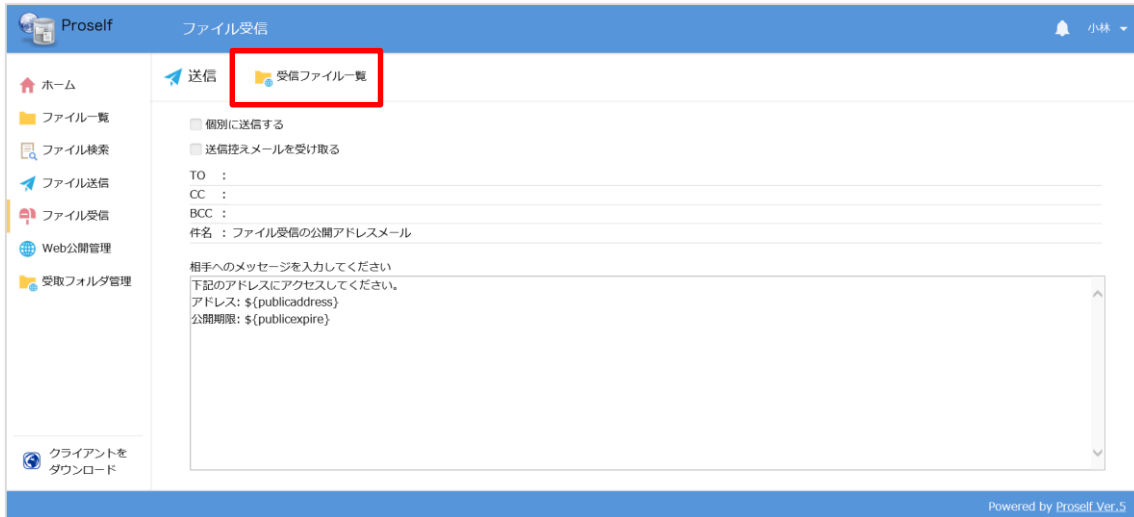 Proself
ファイル受信
小林
ホーム
ファイル一覧
ファイル検索
ファイル送信
ファイル受信
Web公開管理
受取フォルダ管理
クライアントを
ダウンロード
送信
受信ファイル一覧
個別に送信する
送信控えメールを受け取る
TO :
CC :
BCC :
件名 : ファイル受信の公開アドレスメール
相手へのメッセージを入力してください
下記のアドレスにアクセスしてください。
アドレス: ${publicaddress}
公開期限: ${publicexpire}
Powered by Proself Ver.5